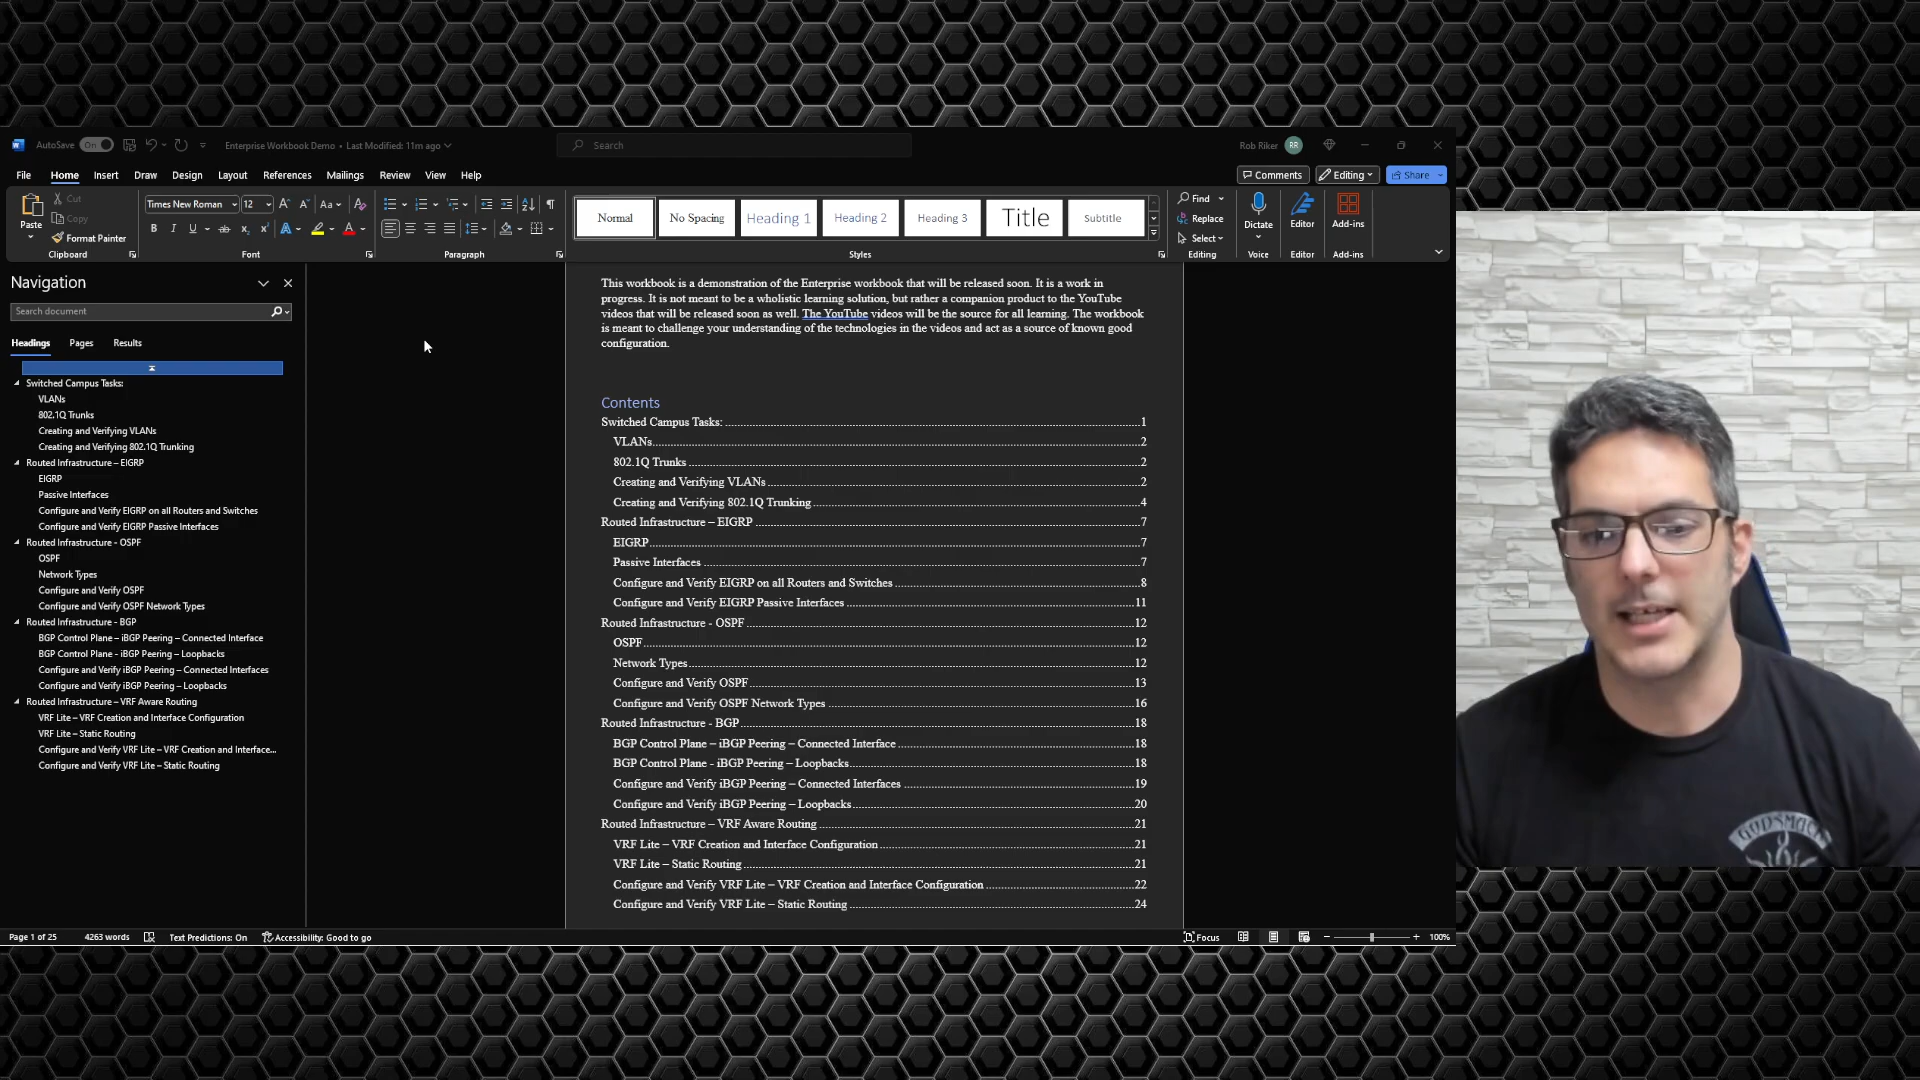 AutoSave On Enterprise Workbook Demo • Last Modified: 11m ago Search Rob Riker RR
File Home Insert Draw Design Layout References Mailings Review View Help Comments Editing Share
Paste Cut Copy Format Painter Clipboard
Times New Roman 12 Font
Paragraph
Normal No Spacing Heading 1 Heading 2 Heading 3 Title Subtitle Styles
Find Replace Select Editing
Dictate Voice
Editor Editor
Add-ins Add-ins
Navigation
Search document
Headings Pages Results
Switched Campus Tasks:
VLANs
802.1Q Trunks
Creating and Verifying VLANs
Creating and Verifying 802.1Q Trunking
Routed Infrastructure – EIGRP
EIGRP
Passive Interfaces
Configure and Verify EIGRP on all Routers and Switches
Configure and Verify EIGRP Passive Interfaces
Routed Infrastructure - OSPF
OSPF
Network Types
Configure and Verify OSPF
Configure and Verify OSPF Network Types
Routed Infrastructure - BGP
BGP Control Plane – iBGP Peering – Connected Interface
BGP Control Plane - iBGP Peering – Loopbacks
Configure and Verify iBGP Peering – Connected Interfaces
Configure and Verify iBGP Peering – Loopbacks
Routed Infrastructure – VRF Aware Routing
VRF Lite – VRF Creation and Interface Configuration
VRF Lite – Static Routing
Configure and Verify VRF Lite – VRF Creation and Interface...
Configure and Verify VRF Lite – Static Routing
This workbook is a demonstration of the Enterprise workbook that will be released soon. It is a work in
progress. It is not meant to be a wholistic learning solution, but rather a companion product to the YouTube
videos that will be released soon as well. The YouTube videos will be the source for all learning. The workbook
is meant to challenge your understanding of the technologies in the videos and act as a source of known good
configuration.
Contents
Switched Campus Tasks: 1
VLANs 2
802.1Q Trunks 2
Creating and Verifying VLANs 2
Creating and Verifying 802.1Q Trunking 4
Routed Infrastructure – EIGRP 7
EIGRP 7
Passive Interfaces 7
Configure and Verify EIGRP on all Routers and Switches 8
Configure and Verify EIGRP Passive Interfaces 11
Routed Infrastructure - OSPF 12
OSPF 12
Network Types 12
Configure and Verify OSPF 13
Configure and Verify OSPF Network Types 16
Routed Infrastructure - BGP 18
BGP Control Plane – iBGP Peering – Connected Interface 18
BGP Control Plane - iBGP Peering – Loopbacks 18
Configure and Verify iBGP Peering – Connected Interfaces 19
Configure and Verify iBGP Peering – Loopbacks 20
Routed Infrastructure – VRF Aware Routing 21
VRF Lite – VRF Creation and Interface Configuration 21
VRF Lite – Static Routing 21
Configure and Verify VRF Lite – VRF Creation and Interface Configuration 22
Configure and Verify VRF Lite – Static Routing 24
Page 1 of 25 4263 words Text Predictions: On Accessibility: Good to go Focus 100%
GODSMACK